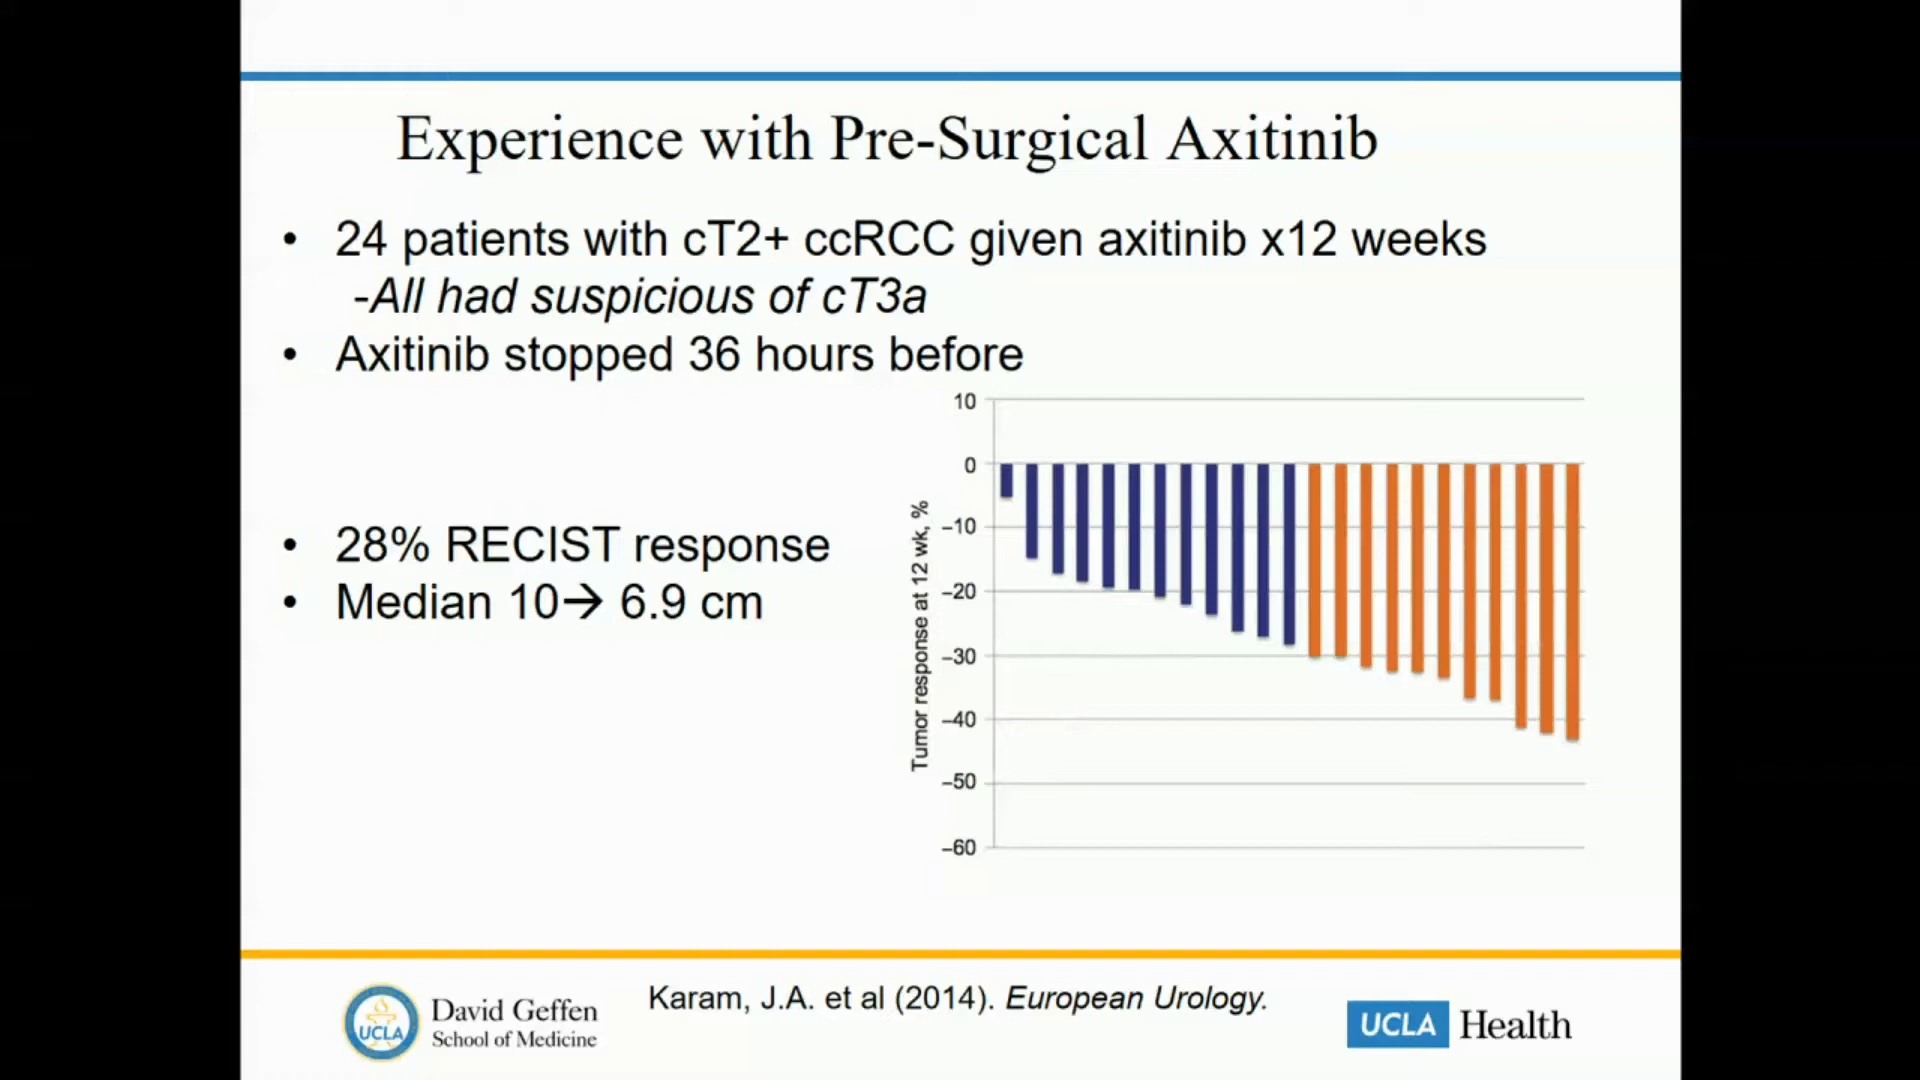 Experience with Pre-Surgical Axitinib
• 24 patients with cT2+ ccRCC given axitinib x12 weeks
-All had suspicious of cT3a
• Axitinib stopped 36 hours before
• 28% RECIST response
• Median 10→ 6.9 cm
Tumor response at 12 wk, %
10
0
–10
–20
–30
–40
–50
–60
UCLA
David Geffen
School of Medicine
Karam, J.A. et al (2014). European Urology.
UCLA Health